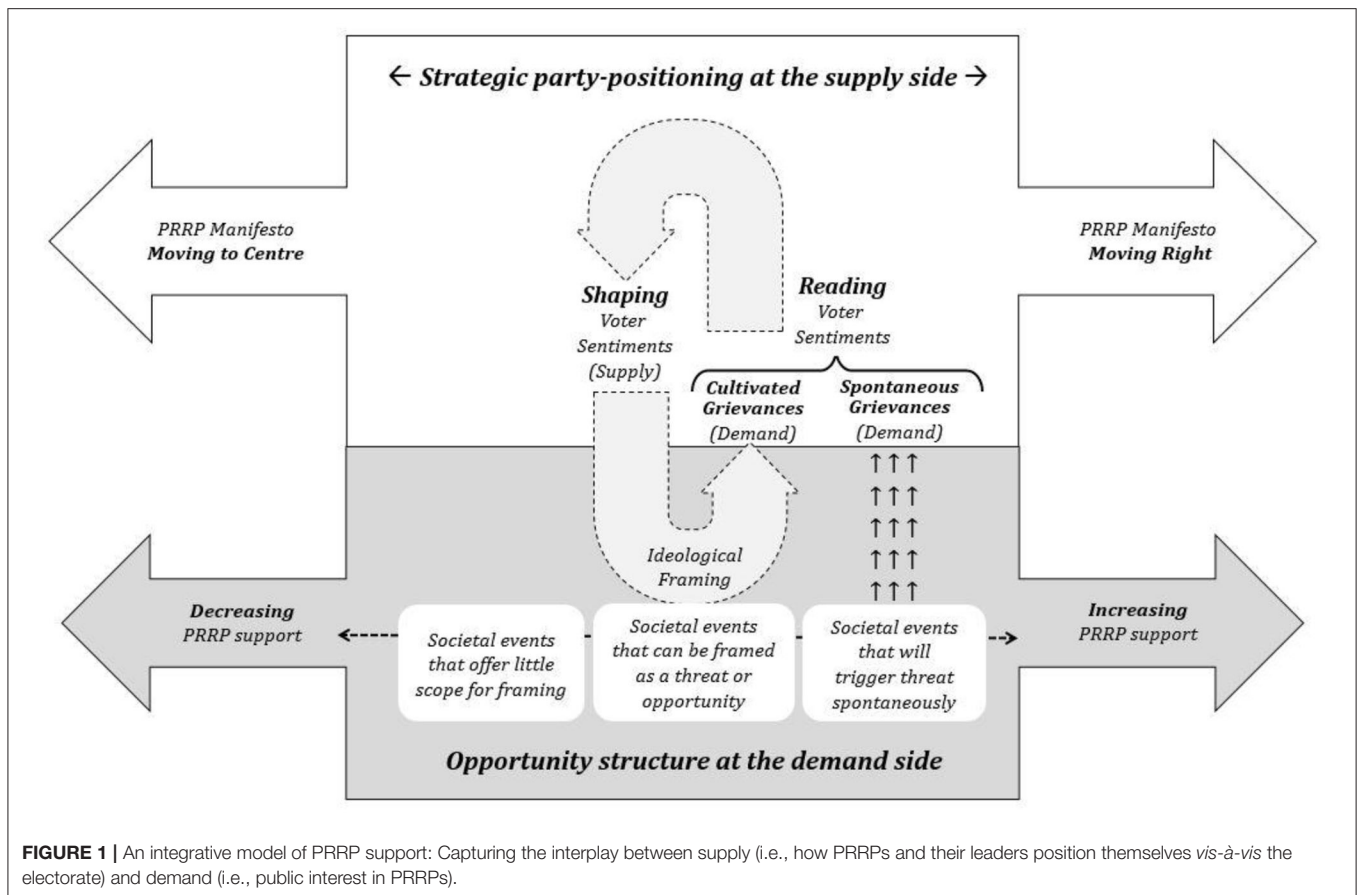 ← Strategic party-positioning at the supply side →
PRRP Manifesto
Moving to Centre
PRRP Manifesto
Moving Right
Shaping
Voter
Sentiments
(Supply)
Reading
Voter
Sentiments
Cultivated
Grievances
(Demand)
Spontaneous
Grievances
(Demand)
↑↑↑
↑↑↑
↑↑↑
↑↑↑
↑↑↑
Ideological
Framing
Decreasing
PRRP support
Societal events
that offer little
scope for framing
Societal events
that can be framed
as a threat or
opportunity
Societal events
that will
trigger threat
spontaneously
Increasing
PRRP support
Opportunity structure at the demand side
FIGURE 1 | An integrative model of PRRP support: Capturing the interplay between supply (i.e., how PRRPs and their leaders position themselves vis-à-vis the
electorate) and demand (i.e., public interest in PRRPs).